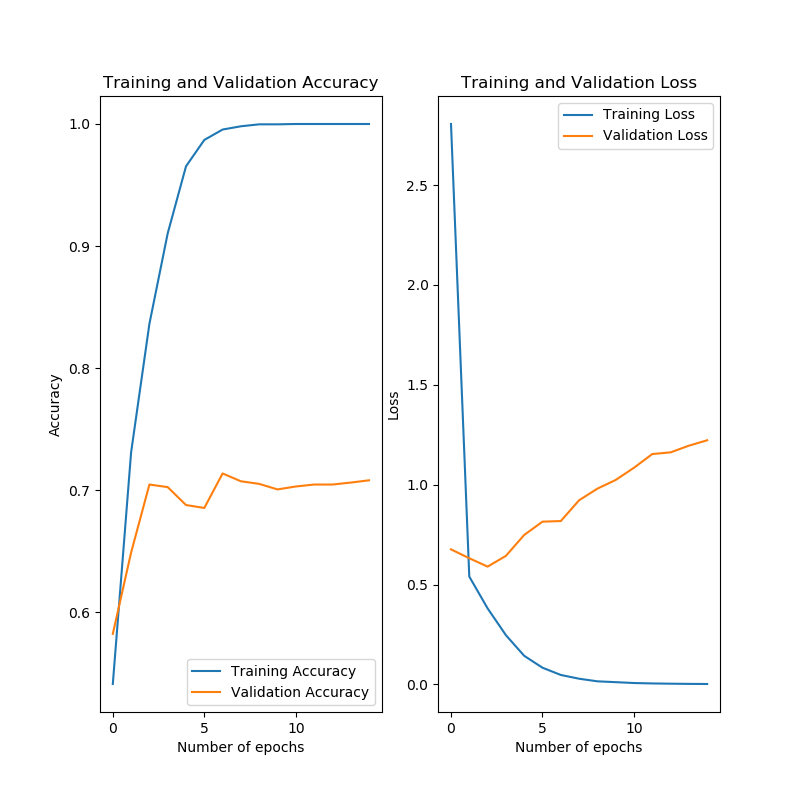 Training and Validation Accuracy
1.0
0.9
0.8
0.7
0.6
Accuracy
Training Accuracy
Validation Accuracy
0
5
10
Number of epochs
Training and Validation Loss
Training Loss
Validation Loss
2.5
2.0
1.5
1.0
0.5
0.0
Loss
0
5
10
Number of epochs